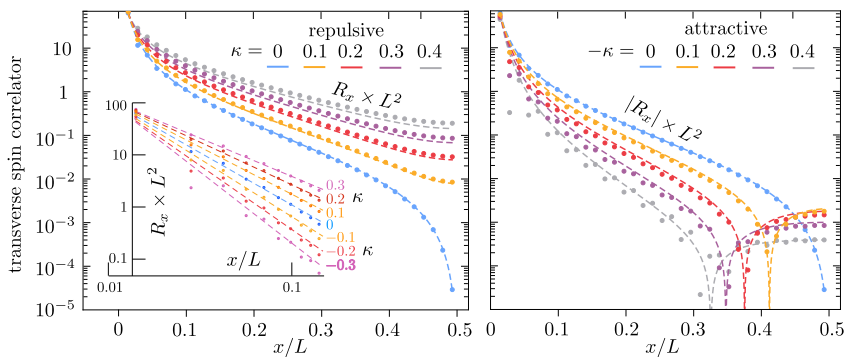 repulsive
κ = 0 0.1 0.2 0.3 0.4
R_x × L²
transverse spin correlator
10
1
10⁻¹
10⁻²
10⁻³
10⁻⁴
10⁻⁵
0 0.1 0.2 0.3 0.4 0.5
x/L
100
10
1
0.1
R_x × L²
0.01 0.1
x/L
0.3
0.2 κ
0.1
0
−0.1
−0.2 κ
−0.3
attractive
−κ = 0 0.1 0.2 0.3 0.4
|R_x| × L²
0 0.1 0.2 0.3 0.4 0.5
x/L